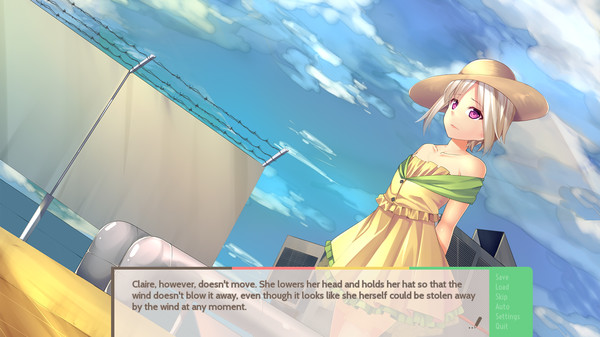 Claire, however, doesn't move. She lowers her head and holds her hat so that the
wind doesn't blow it away, even though it looks like she herself could be stolen away
by the wind at any moment.
Save
Load
Skip
Auto
Settings
Quit